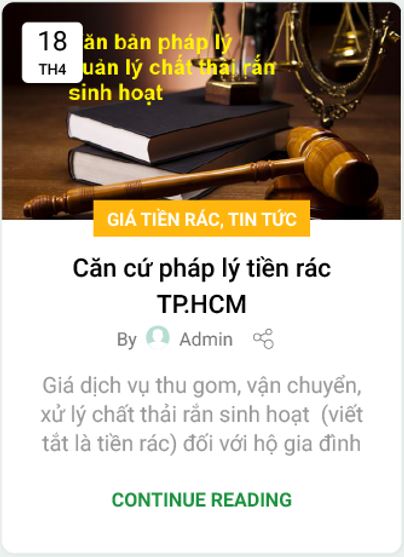 18
TH4
ăn bản pháp lý
uản lý chất thải rắn
sinh hoạt
GIÁ TIỀN RÁC, TIN TỨC
Căn cứ pháp lý tiền rác
TP.HCM
By Admin
Giá dịch vụ thu gom, vận chuyển,
xử lý chất thải rắn sinh hoạt (viết
tắt là tiền rác) đối với hộ gia đình
CONTINUE READING